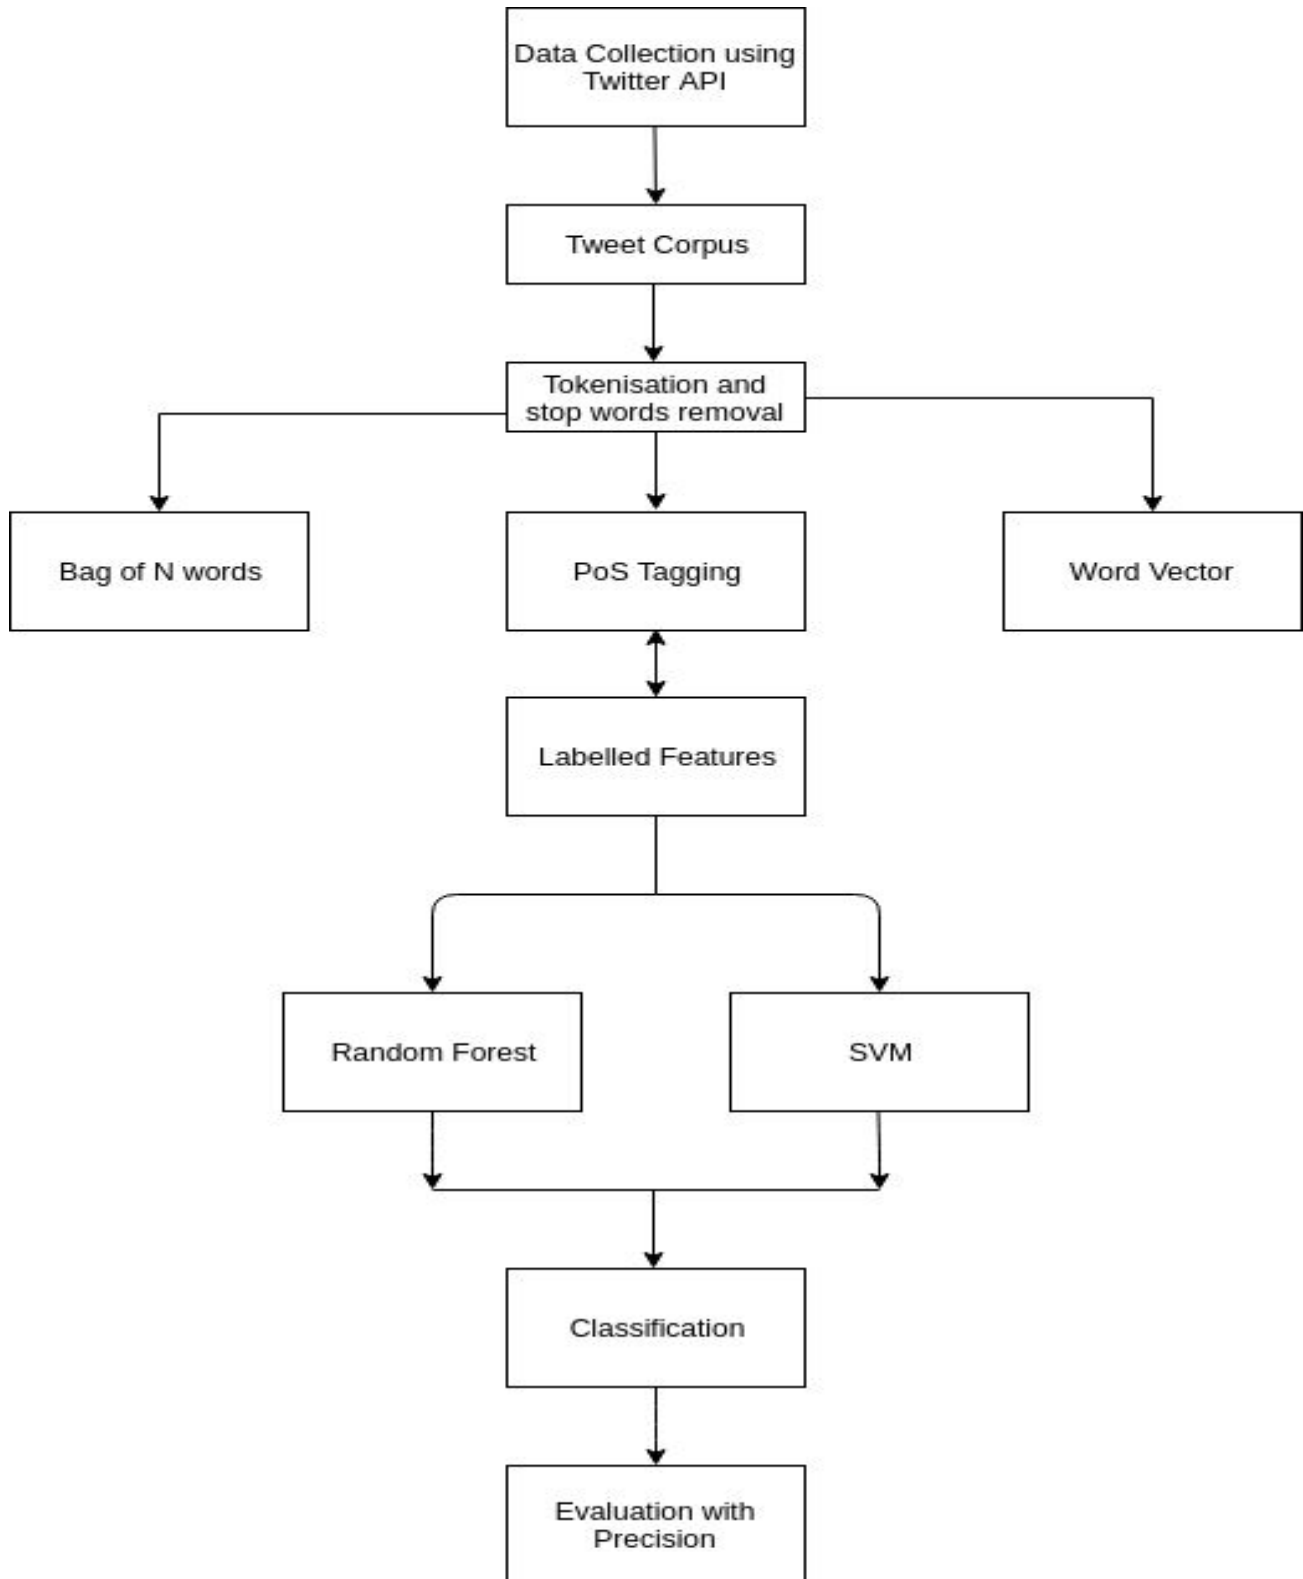 Data Collection using
Twitter API
Tweet Corpus
Tokenisation and
stop words removal
Bag of N words
PoS Tagging
Word Vector
Labelled Features
Random Forest
SVM
Classification
Evaluation with
Precision